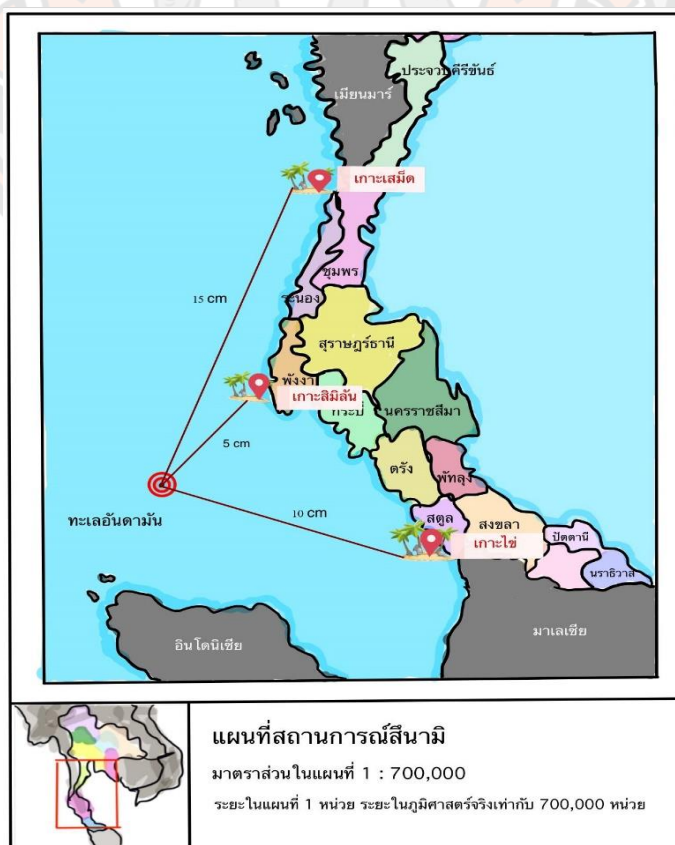 ประจวบคีรีขันธ์
เมียนมาร์
เกาะเสม็ด
ชุมพร
15 cm
ระนอง
สุราษฎร์ธานี
พังงา
เกาะสิมิลัน
กระบี่
นครราชสีมา
5 cm
ตรัง
พัทลุง
10 cm
สตูล
สงขลา
ทะเลอันดามัน
เกาะไข่
ปัตตานี
นราธิวาส
มาเลเซีย
อินโดนิเซีย
แผนที่สถานการณ์สึนามิ
มาตราส่วนในแผนที่ 1 : 700,000
ระยะในแผนที่ 1 หน่วย ระยะในภูมิศาสตร์จริงเท่ากับ 700,000 หน่วย